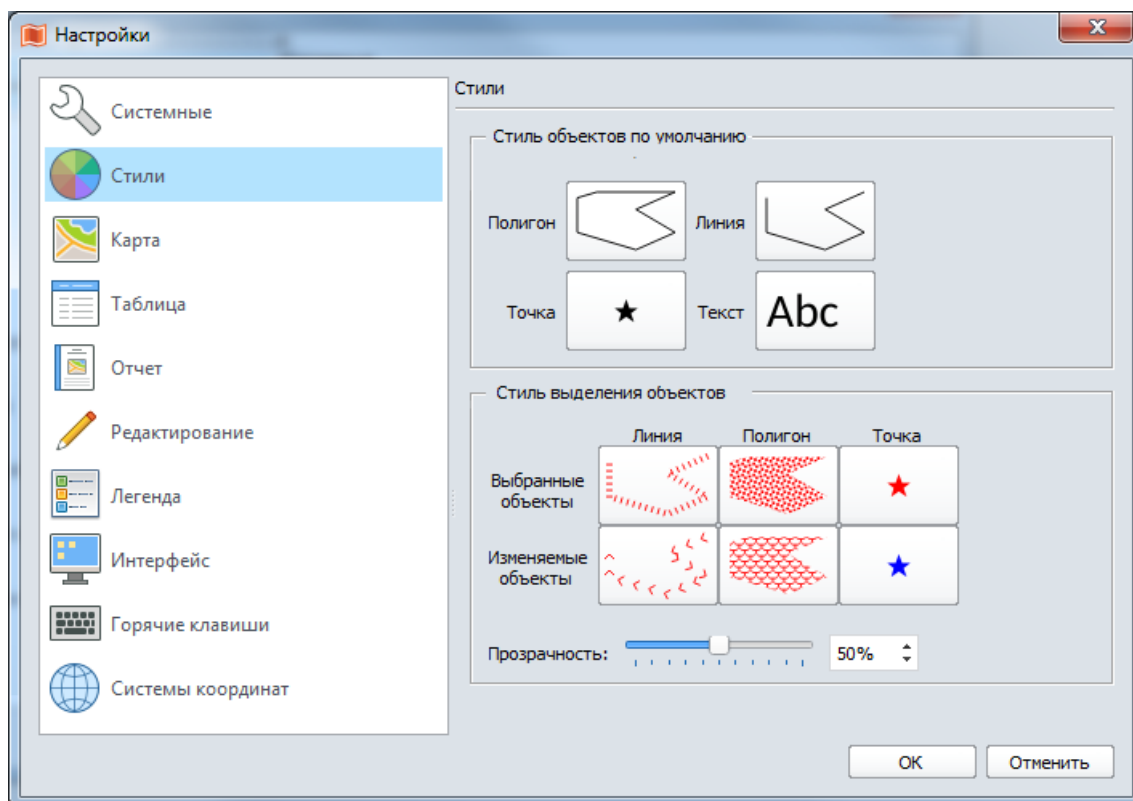 Настройки
Системные
Стили
Карта
Таблица
Отчет
Редактирование
Легенда
Интерфейс
Горячие клавиши
Системы координат
Стили
Стиль объектов по умолчанию
Полигон
Линия
Точка
Текст
Abc
Стиль выделения объектов
Линия Полигон Точка
Выбранные
объекты
Изменяемые
объекты
Прозрачность:
50%
OK
Отменить